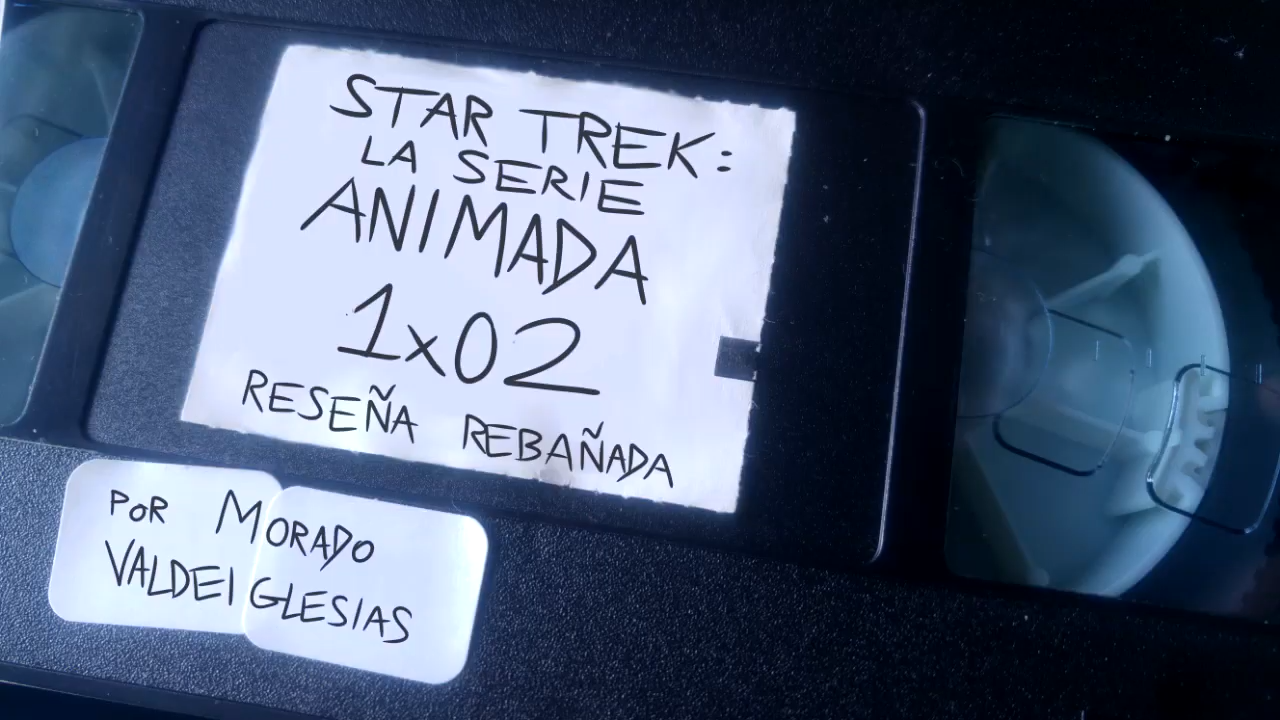 STAR TREK:
LA SERIE
ANIMADA
1x02
RESEÑA REBAÑADA
POR MORADO
VALDEIGLESIAS